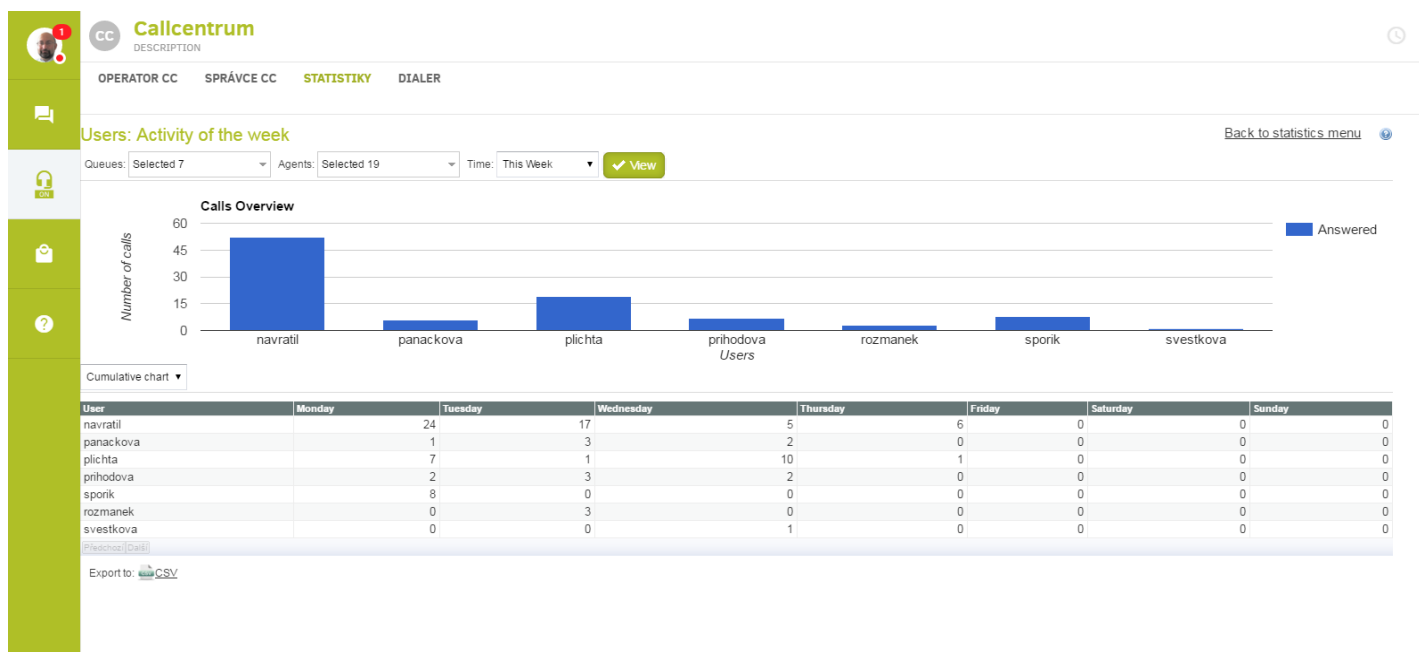 1
CC
Callcentrum
DESCRIPTION
OPERATOR CC SPRÁVCE CC STATISTIKY DIALER
ON
Users: Activity of the week
Back to statistics menu
Queues: Selected 7 Agents: Selected 19 Time: This Week View
Calls Overview
Number of calls
60
45
30
15
0
Answered
navratil panackova plichta prihodova rozmanek sporik svestkova
Users
Cumulative chart
User Monday Tuesday Wednesday Thursday Friday Saturday Sunday
navratil 24 17 5 6 0 0 0
panackova 1 3 2 0 0 0 0
plichta 7 1 10 1 0 0 0
prihodova 2 3 2 0 0 0 0
sporik 8 0 0 0 0 0 0
rozmanek 0 3 0 0 0 0 0
svestkova 0 0 1 0 0 0 0
Předchozí Další
Export to: CSV